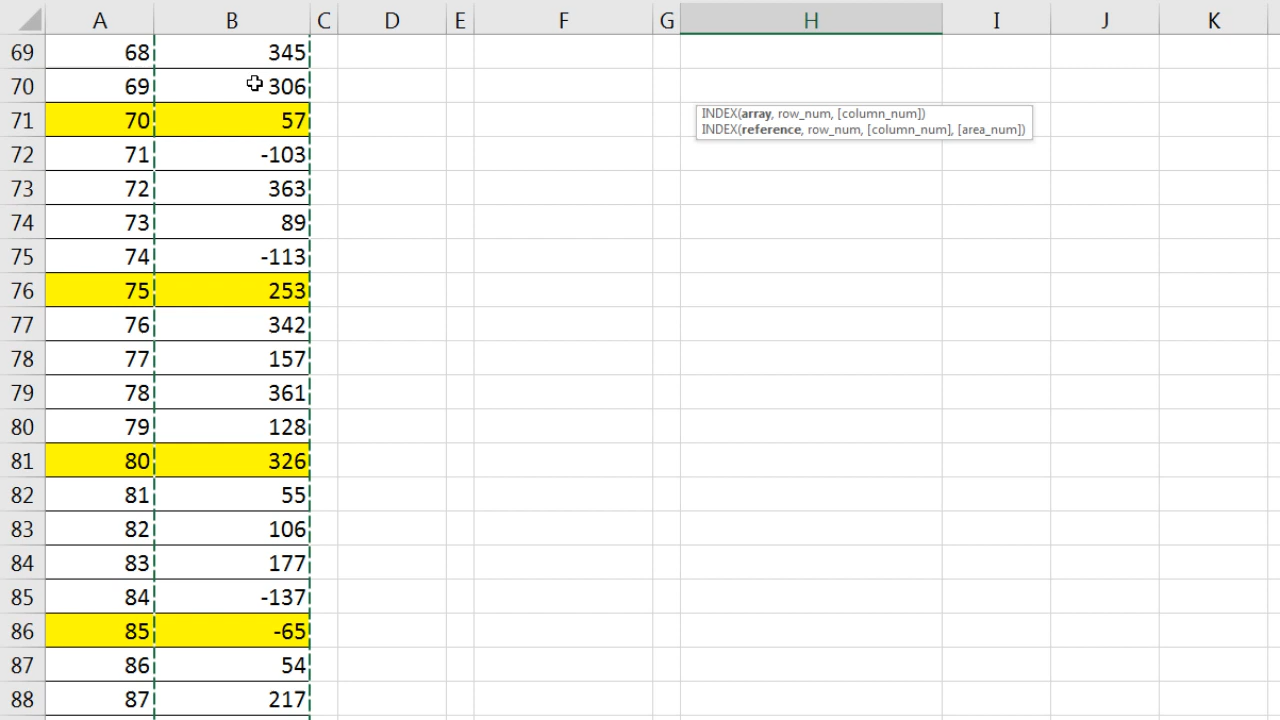 A B C D E F G H I J K
69 68 345
70 69 306
71 70 57
INDEX(array, row_num, [column_num])
INDEX(reference, row_num, [column_num], [area_num])
72 71 -103
73 72 363
74 73 89
75 74 -113
76 75 253
77 76 342
78 77 157
79 78 361
80 79 128
81 80 326
82 81 55
83 82 106
84 83 177
85 84 -137
86 85 -65
87 86 54
88 87 217